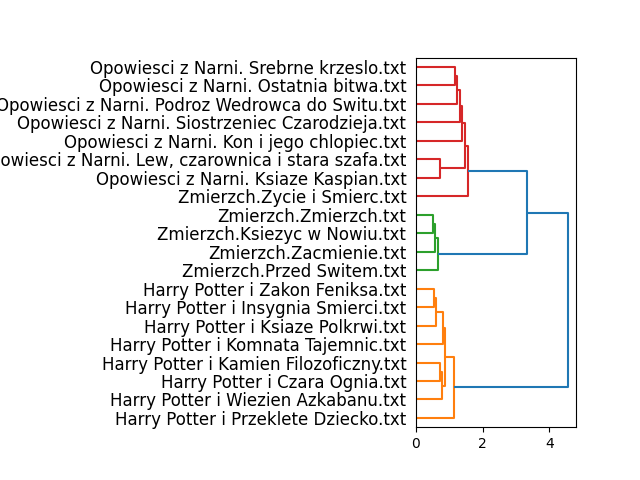 Opowiesci z Narni. Srebrne krzeslo.txt
Opowiesci z Narni. Ostatnia bitwa.txt
Opowiesci z Narni. Podroz Wedrowca do Switu.txt
Opowiesci z Narni. Siostrzeniec Czarodzieja.txt
Opowiesci z Narni. Kon i jego chlopiec.txt
owiesci z Narni. Lew, czarownica i stara szafa.txt
Opowiesci z Narni. Ksiaze Kaspian.txt
Zmierzch.Zycie i Smierc.txt
Zmierzch.Zmierzch.txt
Zmierzch.Ksiezyc w Nowiu.txt
Zmierzch.Zacmienie.txt
Zmierzch.Przed Switem.txt
Harry Potter i Zakon Feniksa.txt
Harry Potter i Insygnia Smierci.txt
Harry Potter i Ksiaze Polkrwi.txt
Harry Potter i Komnata Tajemnic.txt
Harry Potter i Kamien Filozoficzny.txt
Harry Potter i Czara Ognia.txt
Harry Potter i Wiezien Azkabanu.txt
Harry Potter i Przeklete Dziecko.txt
0 2 4